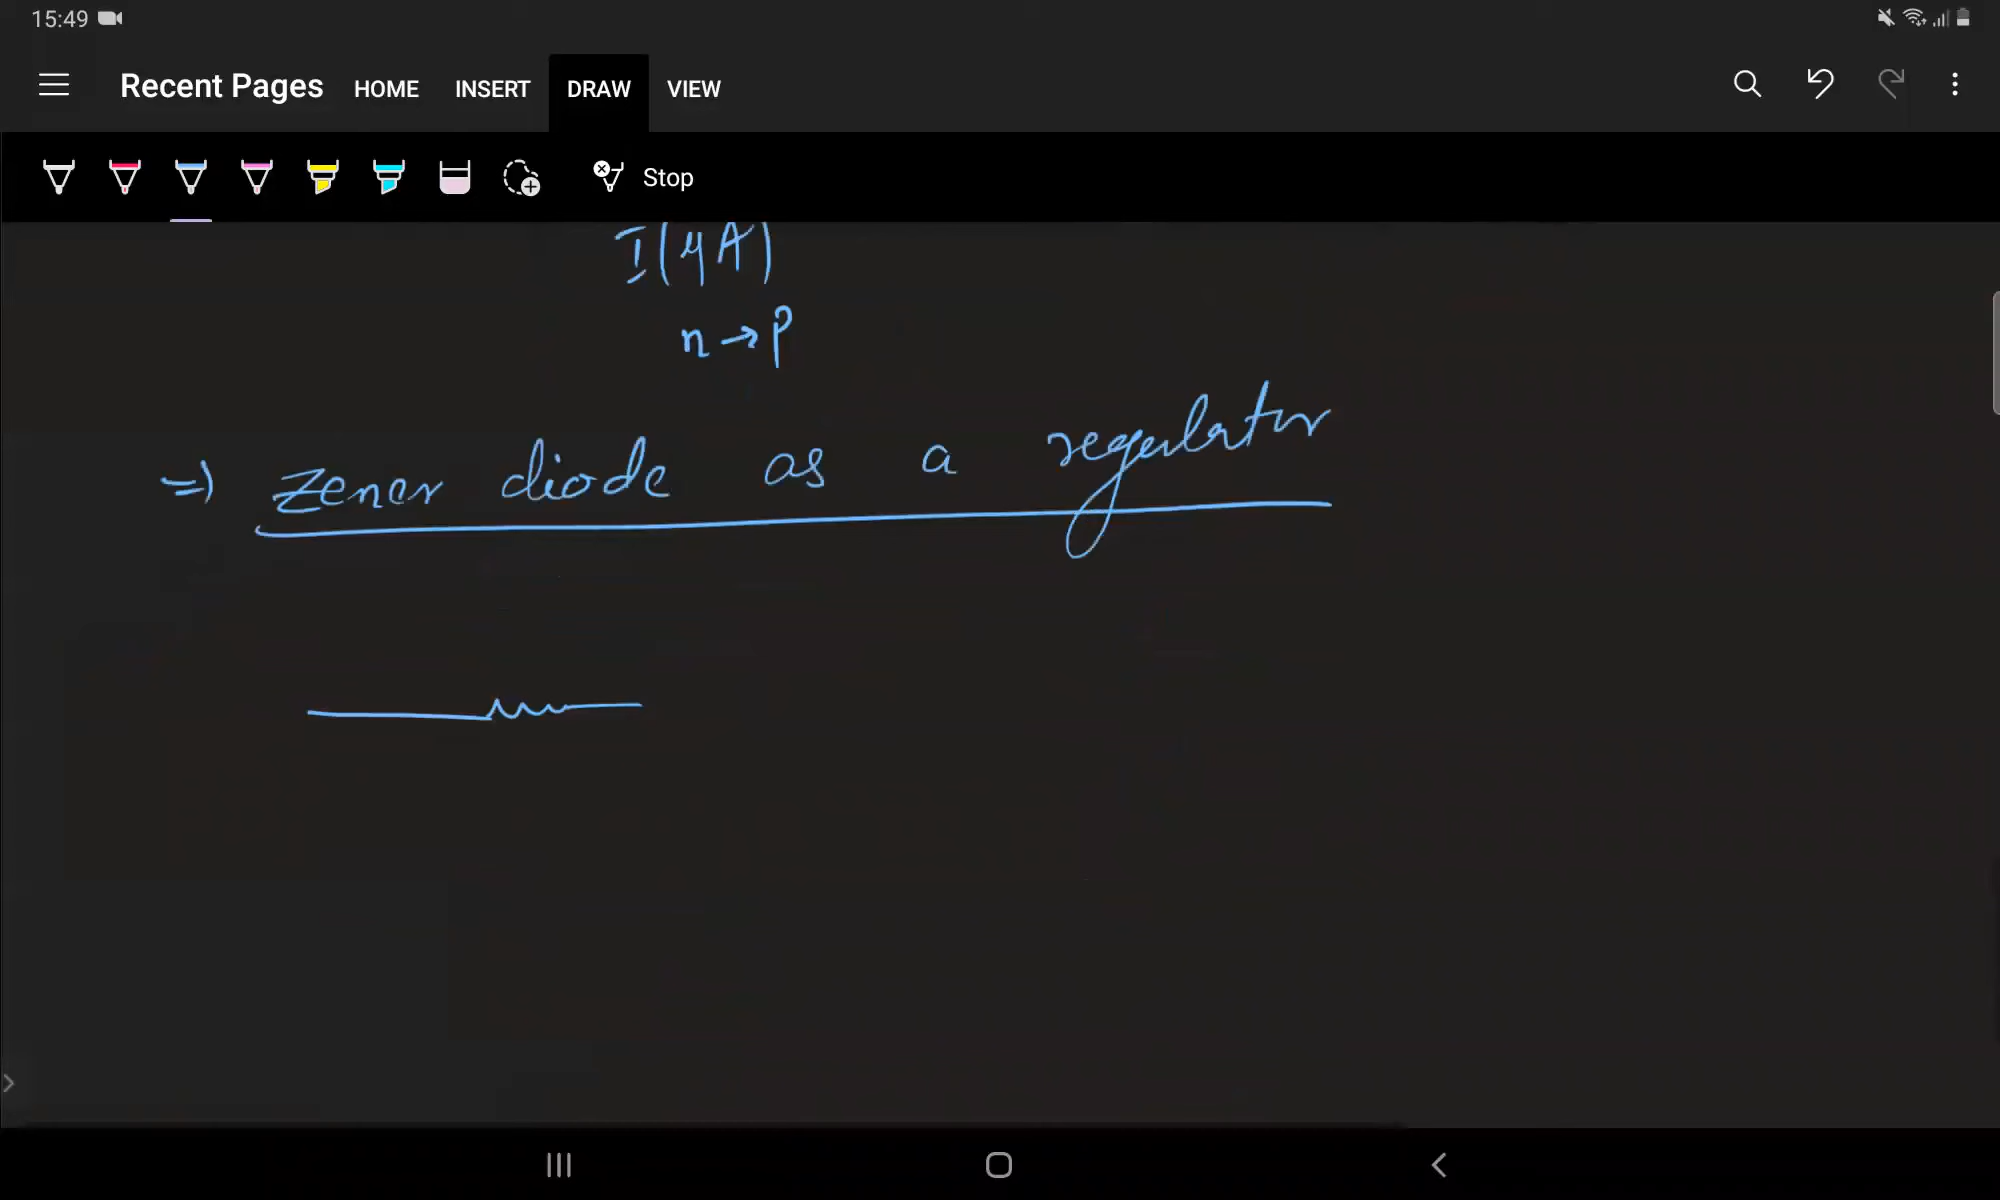 15:49
Recent Pages HOME INSERT DRAW VIEW
Stop
I(μA)
n→p
⇒) Zener diode as a regulator